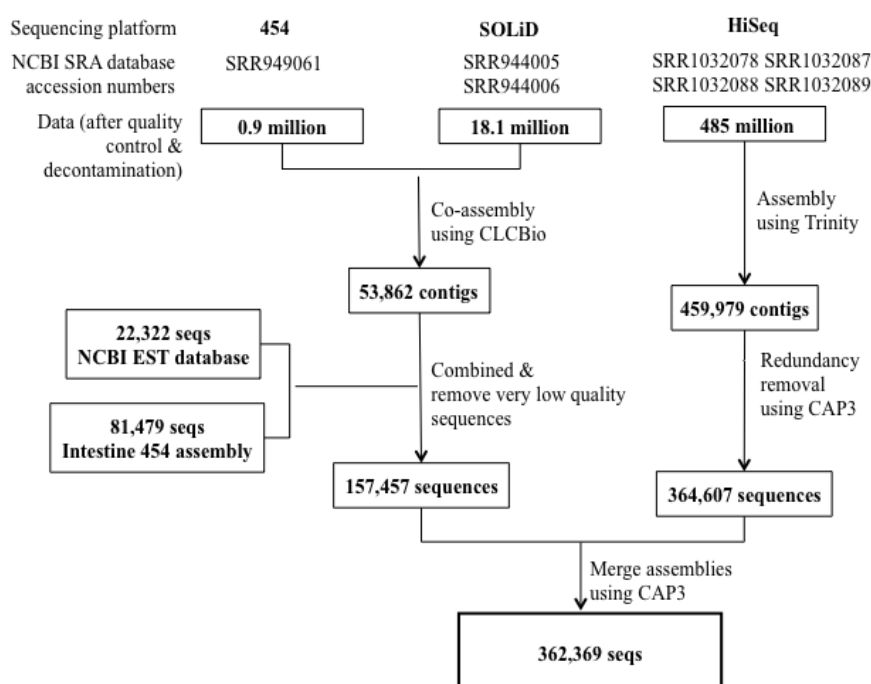 Sequencing platform
454
SOLiD
HiSeq
NCBI SRA database
accession numbers
SRR949061
SRR944005
SRR944006
SRR1032078 SRR1032087
SRR1032088 SRR1032089
Data (after quality
control &
decontamination)
0.9 million
18.1 million
485 million
Co-assembly
using CLCBio
Assembly
using Trinity
53,862 contigs
459,979 contigs
22,322 seqs
NCBI EST database
Combined &
remove very low quality
sequences
Redundancy
removal
using CAP3
81,479 seqs
Intestine 454 assembly
157,457 sequences
364,607 sequences
Merge assemblies
using CAP3
362,369 seqs